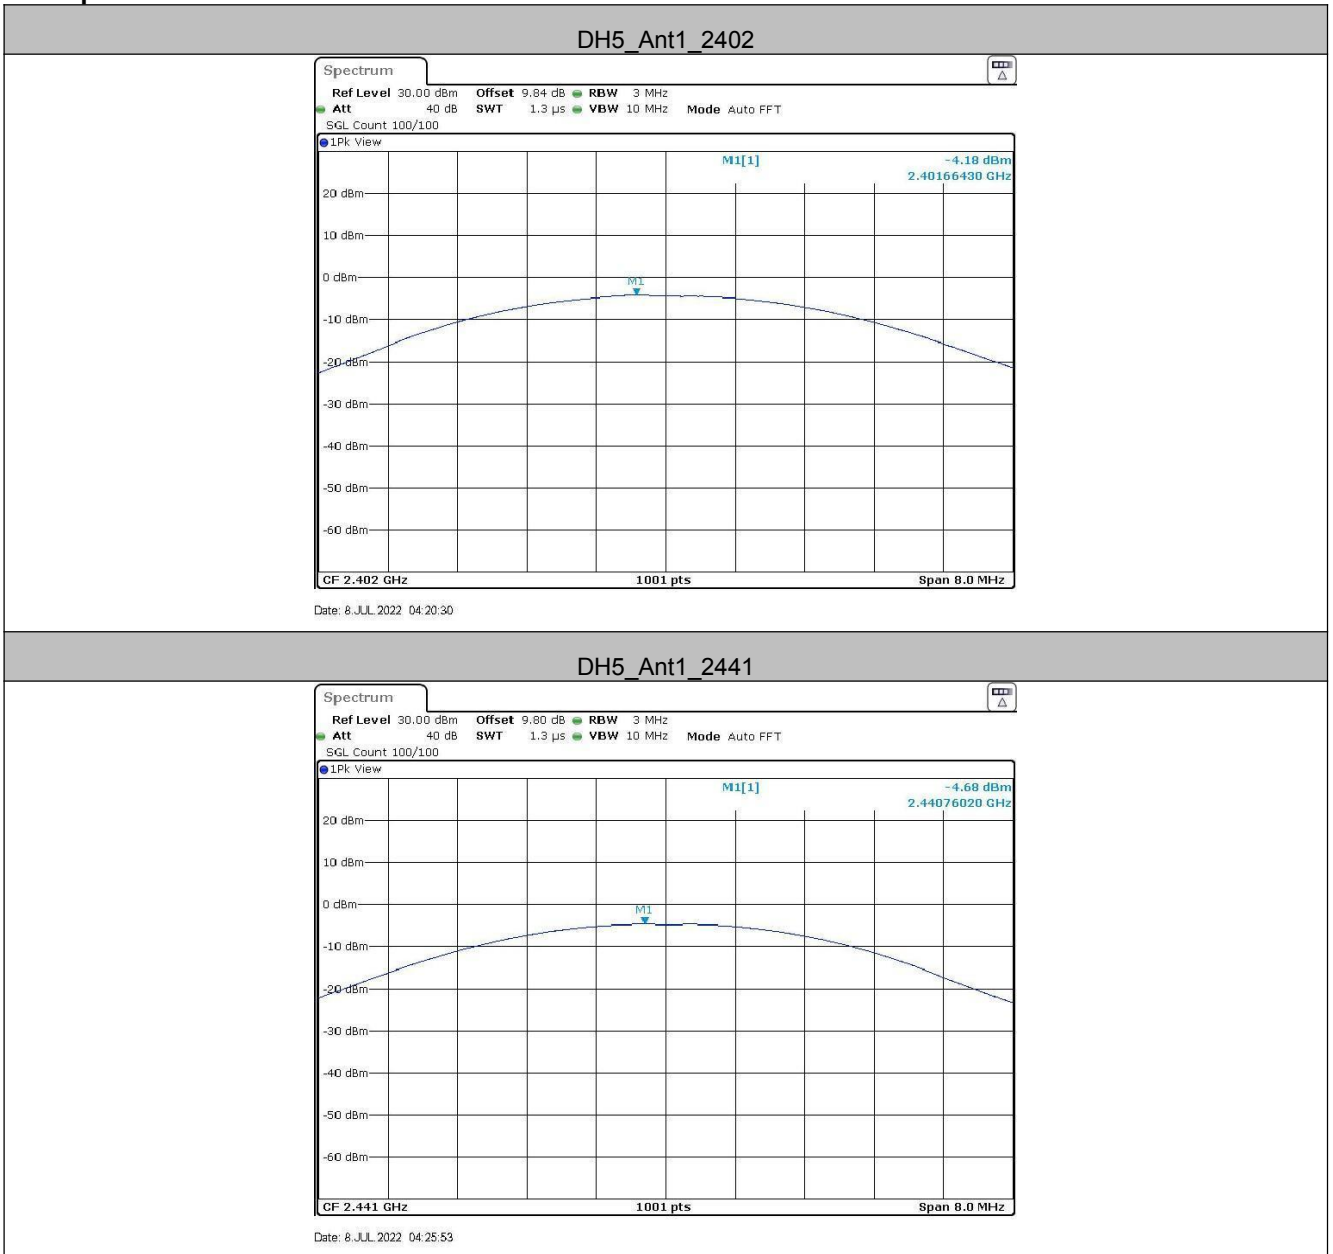 DH5_Ant1_2402
Spectrum
Ref Level 30.00 dBm Offset 9.84 dB RBW 3 MHz
Att 40 dB SWT 1.3 µs VBW 10 MHz Mode Auto FFT
SGL Count 100/100
1Pk View
M1[1] -4.18 dBm
2.40166430 GHz
20 dBm
10 dBm
0 dBm
M1
-10 dBm
-20 dBm
-30 dBm
-40 dBm
-50 dBm
-60 dBm
CF 2.402 GHz 1001 pts Span 8.0 MHz
Date: 8.JUL.2022 04:20:30
DH5_Ant1_2441
Spectrum
Ref Level 30.00 dBm Offset 9.80 dB RBW 3 MHz
Att 40 dB SWT 1.3 µs VBW 10 MHz Mode Auto FFT
SGL Count 100/100
1Pk View
M1[1] -4.68 dBm
2.44076020 GHz
20 dBm
10 dBm
0 dBm
M1
-10 dBm
-20 dBm
-30 dBm
-40 dBm
-50 dBm
-60 dBm
CF 2.441 GHz 1001 pts Span 8.0 MHz
Date: 8.JUL.2022 04:25:53